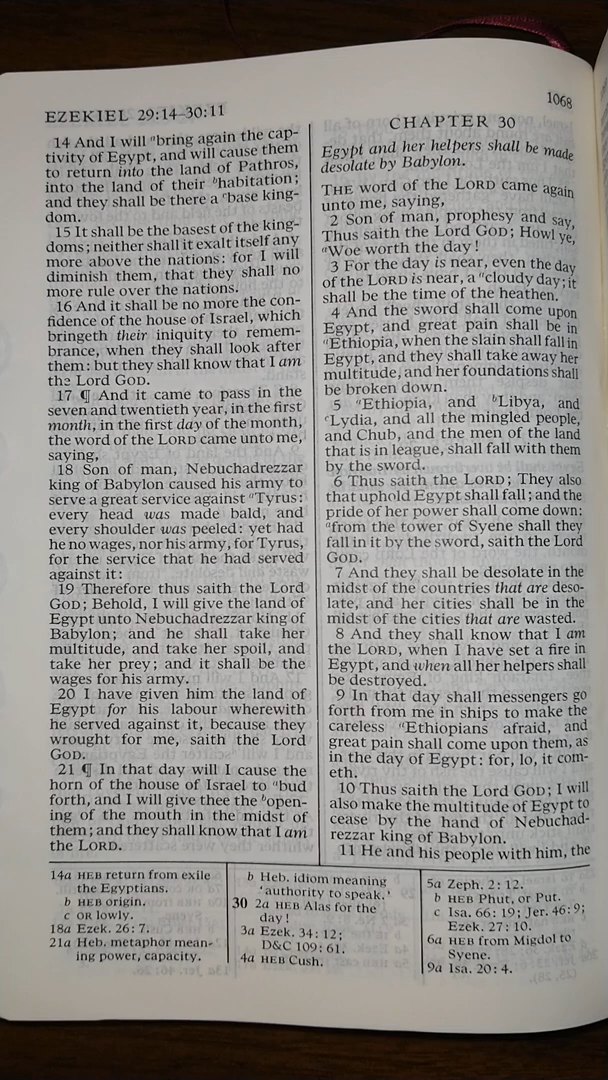 EZEKIEL 29:14–30:11
1068
14 And I will ᵃbring again the cap-
tivity of Egypt, and will cause them
to return into the land of Pathros,
into the land of their ᵇhabitation;
and they shall be there a ᶜbase king-
dom.
15 It shall be the basest of the king-
doms; neither shall it exalt itself any
more above the nations: for I will
diminish them, that they shall no
more rule over the nations.
16 And it shall be no more the con-
fidence of the house of Israel, which
bringeth their iniquity to remem-
brance, when they shall look after
them: but they shall know that I am
the Lord GOD.
17 ¶ And it came to pass in the
seven and twentieth year, in the first
month, in the first day of the month,
the word of the LORD came unto me,
saying,
18 Son of man, Nebuchadrezzar
king of Babylon caused his army to
serve a great service against ᵃTyrus:
every head was made bald, and
every shoulder was peeled: yet had
he no wages, nor his army, for Tyrus,
for the service that he had served
against it:
19 Therefore thus saith the Lord
GOD; Behold, I will give the land of
Egypt unto Nebuchadrezzar king of
Babylon; and he shall take her
multitude, and take her spoil, and
take her prey; and it shall be the
wages for his army.
20 I have given him the land of
Egypt for his labour wherewith
he served against it, because they
wrought for me, saith the Lord
GOD.
21 ¶ In that day will I cause the
horn of the house of Israel to ᵃbud
forth, and I will give thee the ᵇopen-
ing of the mouth in the midst of
them; and they shall know that I am
the LORD.
CHAPTER 30
Egypt and her helpers shall be made
desolate by Babylon.
THE word of the LORD came again
unto me, saying,
2 Son of man, prophesy and say,
Thus saith the Lord GOD; Howl ye,
ᵃWoe worth the day!
3 For the day is near, even the day
of the LORD is near, a ᵃcloudy day; it
shall be the time of the heathen.
4 And the sword shall come upon
Egypt, and great pain shall be in
ᵃEthiopia, when the slain shall fall in
Egypt, and they shall take away her
multitude, and her foundations shall
be broken down.
5 ᵃEthiopia, and ᵇLibya, and
ᶜLydia, and all the mingled people,
and Chub, and the men of the land
that is in league, shall fall with them
by the sword.
6 Thus saith the LORD; They also
that uphold Egypt shall fall; and the
pride of her power shall come down:
ᵃfrom the tower of Syene shall they
fall in it by the sword, saith the Lord
GOD.
7 And they shall be desolate in the
midst of the countries that are deso-
late, and her cities shall be in the
midst of the cities that are wasted.
8 And they shall know that I am
the LORD, when I have set a fire in
Egypt, and when all her helpers shall
be destroyed.
9 In that day shall messengers go
forth from me in ships to make the
careless ᵃEthiopians afraid, and
great pain shall come upon them, as
in the day of Egypt: for, lo, it com-
eth.
10 Thus saith the Lord GOD; I will
also make the multitude of Egypt to
cease by the hand of Nebuchad-
rezzar king of Babylon.
11 He and his people with him, the
14a HEB return from exile
the Egyptians.
b HEB origin.
c OR lowly.
18a Ezek. 26:7.
21a Heb. metaphor mean-
ing power, capacity.
b Heb. idiom meaning
'authority to speak.'
30 2a HEB Alas for the
day!
3a Ezek. 34:12;
D&C 109:61.
4a HEB Cush.
5a Zeph. 2:12.
b HEB Phut, or Put.
c Isa. 66:19; Jer. 46:9;
Ezek. 27:10.
6a HEB from Migdol to
Syene.
9a Isa. 20:4.